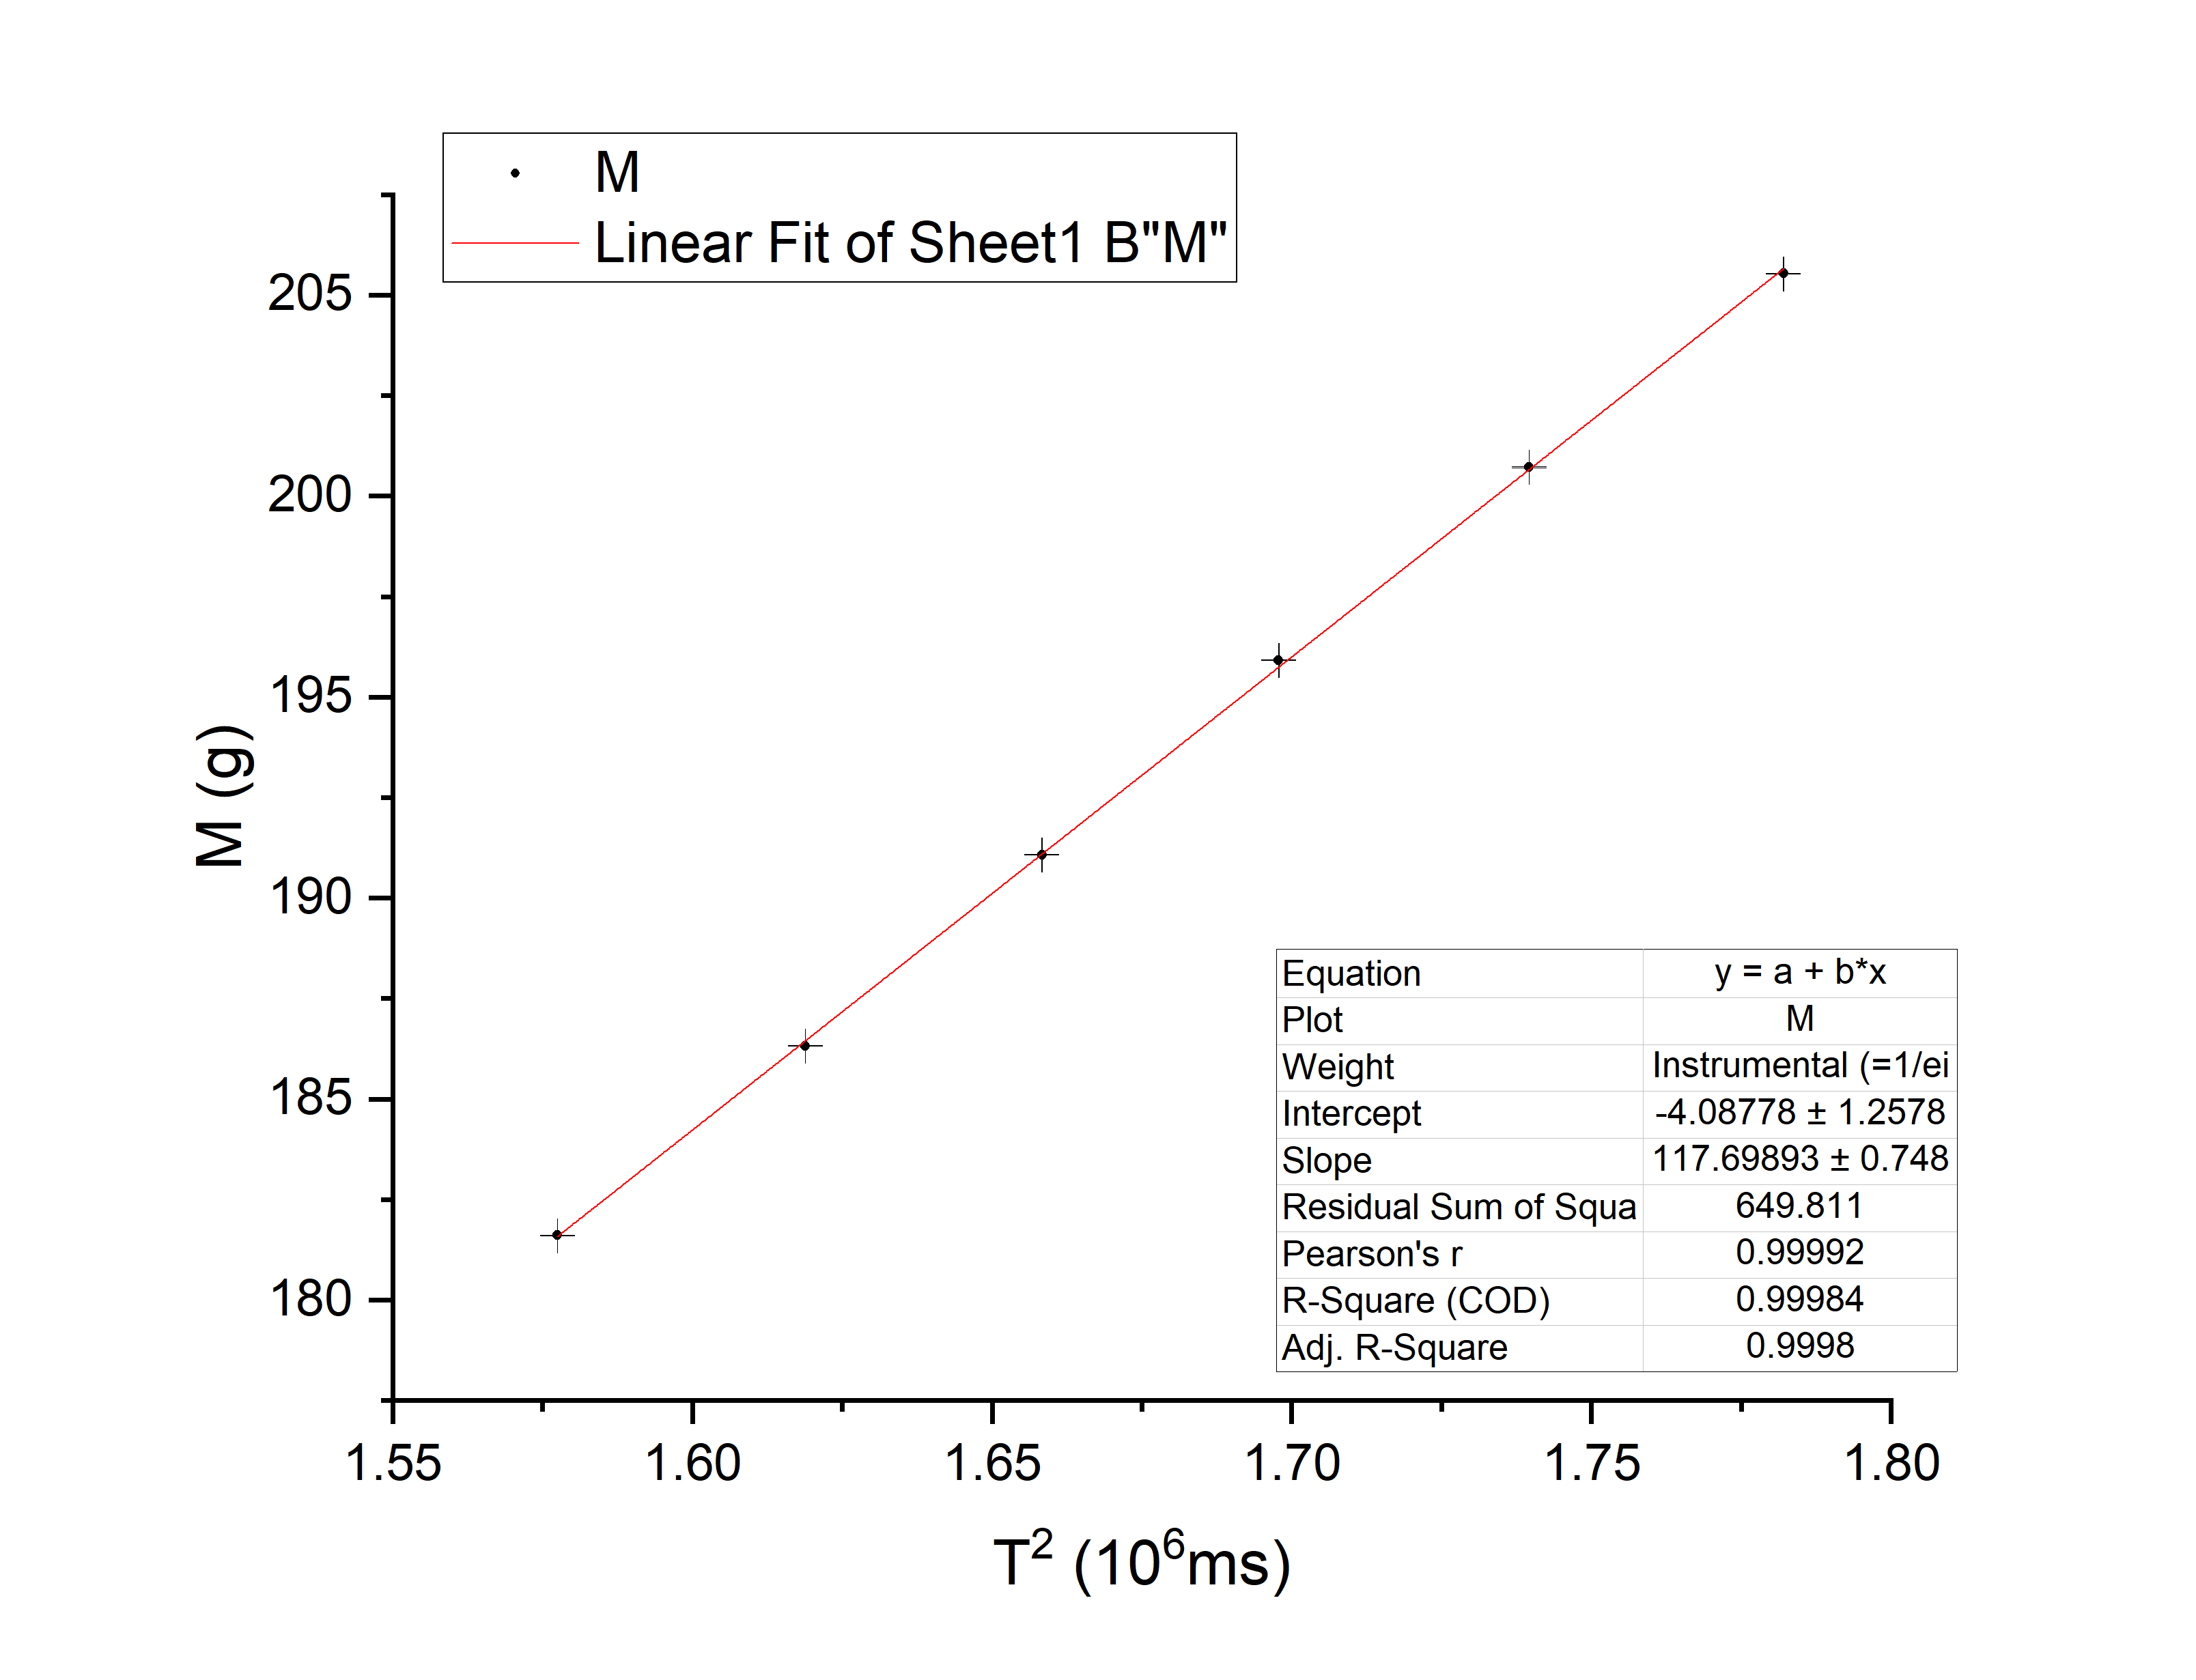 M
Linear Fit of Sheet1 B"M"
205
200
195
190
185
180
M (g)
Equation y = a + b*x
Plot M
Weight Instrumental (=1/ei
Intercept -4.08778 ± 1.2578
Slope 117.69893 ± 0.748
Residual Sum of Squa 649.811
Pearson's r 0.99992
R-Square (COD) 0.99984
Adj. R-Square 0.9998
1.55 1.60 1.65 1.70 1.75 1.80
T² (10⁶ms)